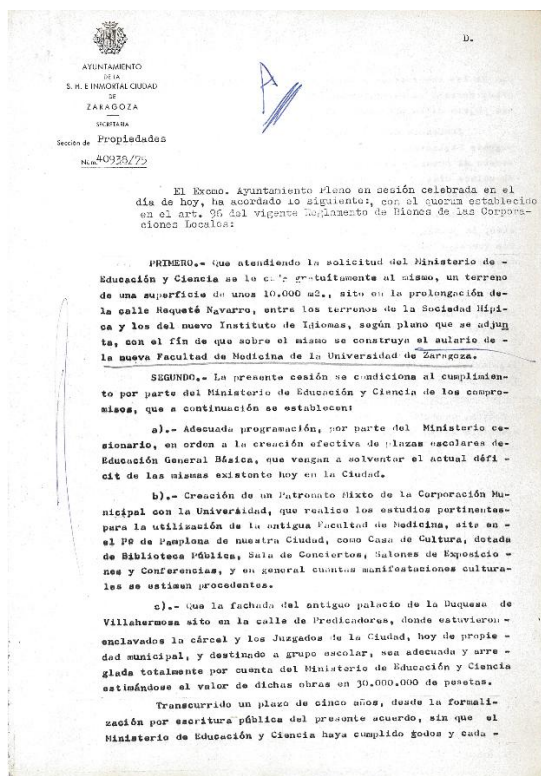 D.
AYUNTAMIENTO
DE LA
S. H. E INMORTAL CIUDAD
DE
ZARAGOZA
SECRETARIA
Sección de Propiedades
Núm. 40938/75
A
El Excmo. Ayuntamiento Pleno en sesión celebrada en el
día de hoy, ha acordado lo siguiente:, con el quorum establecido
en el art. 96 del vigente Reglamento de Bienes de las Corpora-
ciones Locales:
PRIMERO.- Que atendiendo la solicitud del Ministerio de -
Educación y Ciencia se le cede gratuítamente al mismo, un terreno
de una superficie de unos 10.000 m2., sito en la prolongación de-
la calle Requeté Navarro, entre los terrenos de la Sociedad Hípi-
ca y los del nuevo Instituto de Idiomas, según plano que se adjun
ta, con el fin de que sobre el mismo se construya el aulario de -
la nueva Facultad de Medicina de la Universidad de Zaragoza.
SEGUNDO.- La presente cesión se condiciona al cumplimien-
to por parte del Ministerio de Educación y Ciencia de los compro-
misos, que a continuación se establecen:
a).- Adecuada programación, por parte del Ministerio ce-
sionario, en orden a la creación efectiva de plazas escolares de-
Educación General Básica, que vengan a solventar el actual défi -
cit de las mismas existente hoy en la Ciudad.
b).- Creación de un Patronato Mixto de la Corporación Mu-
nicipal con la Universidad, que realice los estudios pertinentes-
para la utilización de la antigua Facultad de Medicina, sita en -
el Pº de Pamplona de nuestra Ciudad, como Casa de Cultura, dotada
de Biblioteca Pública, Sala de Conciertos, Salones de Exposicio -
nes y Conferencias, y en general cuantas manifestaciones cultura-
les se estimen procedentes.
c).- Que la fachada del antiguo palacio de la Duquesa de
Villahermosa sito en la calle de Predicadores, donde estuvieron -
enclavados la cárcel y los Juzgados de la Ciudad, hoy de propie -
dad municipal, y destinado a grupo escolar, sea adecuada y arre -
glada totalmente por cuenta del Ministerio de Educación y Ciencia
estimándose el valor de dichas obras en 30.000.000 de pesetas.
Transcurrido un plazo de cinco años, desde la formali-
zación por escritura pública del presente acuerdo, sin que el
Ministerio de Educación y Ciencia haya cumplido todos y cada -